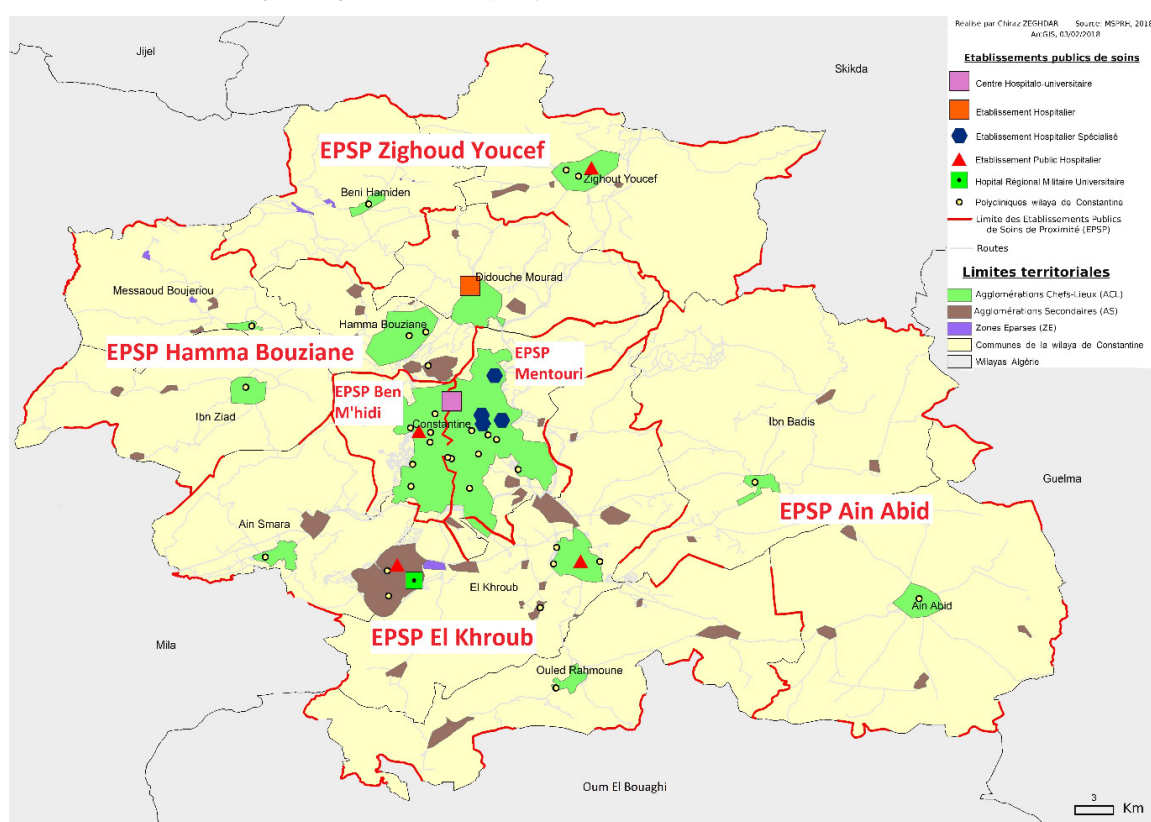 Realisé par Chiraz ZEGHDAR Source: MSPRH, 2018
ArcGIS, 03/02/2018
Etablissements publics de soins
Centre Hospitalo-universitaire
Etablissement Hospitalier
Etablissement Hospitalier Spécialisé
Etablissement Public Hospitalier
Hopital Régional Militaire Universitaire
Polycliniques wilaya de Constantine
Limite des Etablissements Publics
de Soins de Proximité (EPSP)
Routes
Limites territoriales
Agglomérations Chefs-Lieux (ACL)
Agglomérations Secondaires (AS)
Zones Eparses (ZE)
Communes de la wilaya de Constantine
Wilayas Algérie
Jijel
Skikda
EPSP Zighoud Youcef
Zighout Youcef
Beni Hamiden
Didouche Mourad
Messaoud Boujeriou
Hamma Bouziane
EPSP Hamma Bouziane
EPSP
Mentouri
EPSP Ben
M'hidi
Ibn Ziad
Constantine
Ibn Badis
Guelma
EPSP Ain Abid
Ain Smara
El Khroub
Ain Abid
EPSP El Khroub
Mila
Ouled Rahmoune
Oum El Bouaghi
3
Km